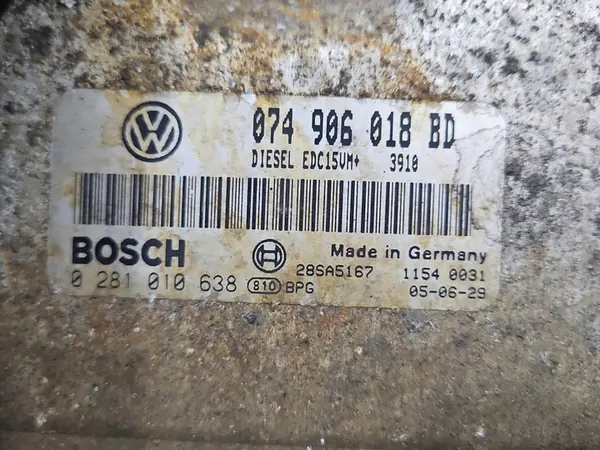 074 906 018 BD
DIESEL EDC15VM+ 3910
BOSCH
Made in Germany
28SA5167 1154 0031
0 281 010 638 810 BPG 05-06-29